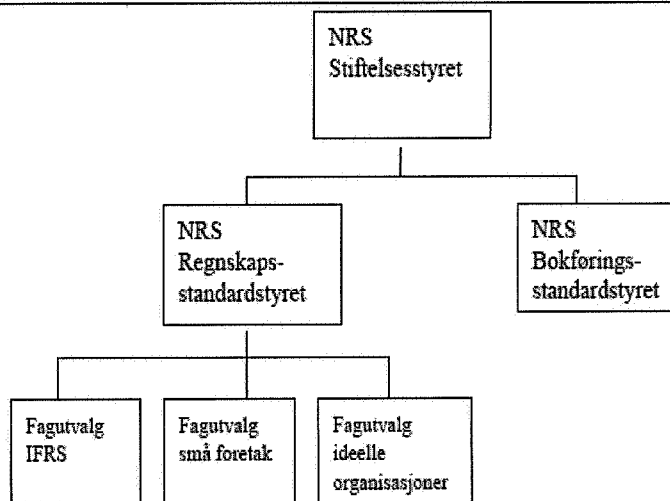 NRS
Stiftelsesstyret
NRS
Regnskaps-
standardstyret
NRS
Bokførings-
standardstyret
Fagutvalg
IFRS
Fagutvalg
små foretak
Fagutvalg
ideelle
organisasjoner